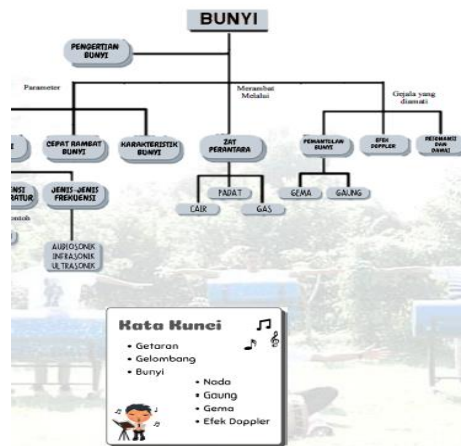 BUNYI
PENGERTIAN
BUNYI
Parameter
Merambat
Melalui
Gejala yang
diamati
CEPAT RAMBAT
BUNYI
KARAKTERISTIK
BUNYI
ZAT
PERANTARA
PEMANTULAN
BUNYI
EFEK
DOPPLER
RESONANSI
DAN
JENIS-JENIS
FREKUENSI
PADAT
CAIR
GAS
GEMA
GAUNG
AUDIOSONIK
INFRASONIK
ULTRASONIK
Kata Kunci
• Getaran
• Gelombang
• Bunyi
• Nada
• Gaung
• Gema
• Efek Doppler